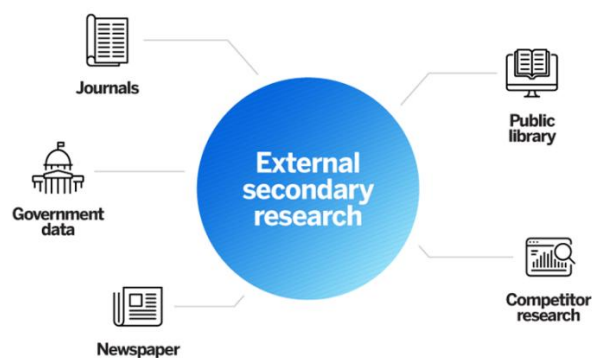 Journals
Public
library
External
secondary
research
Government
data
Competitor
research
Newspaper